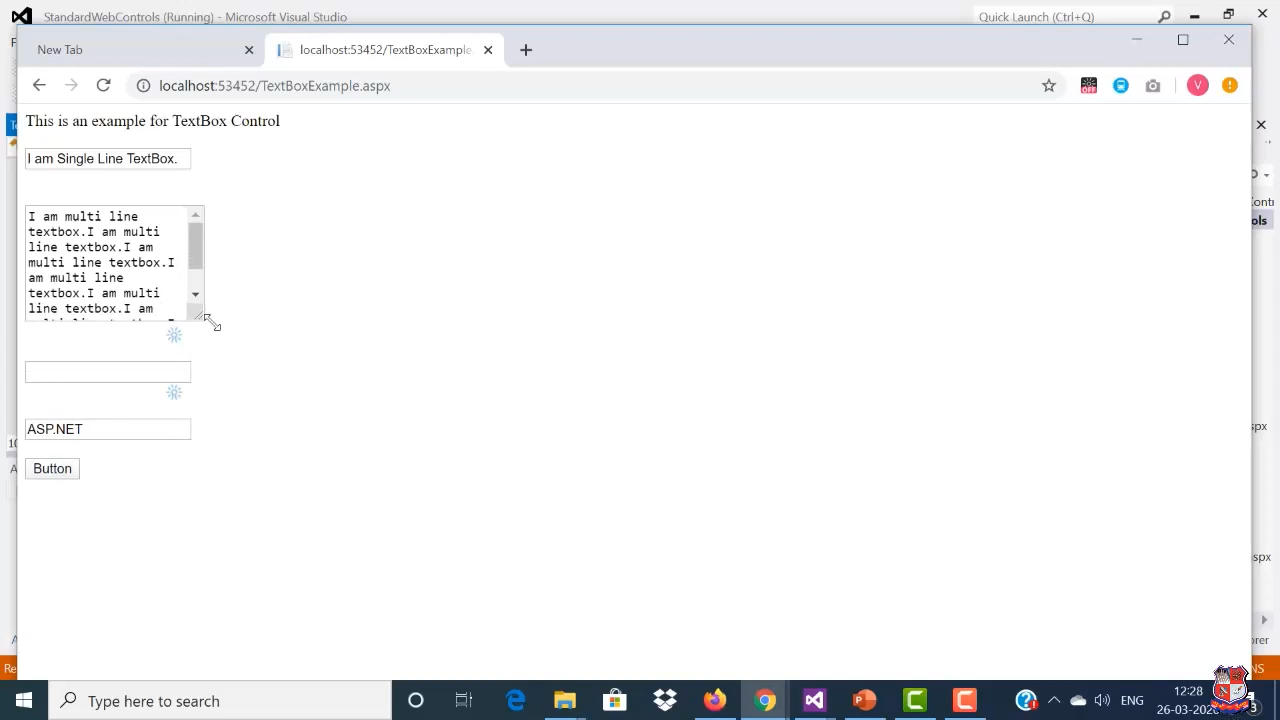 StandardWebControls (Running) - Microsoft Visual Studio
Quick Launch (Ctrl+Q)
New Tab
localhost:53452/TextBoxExample.
localhost:53452/TextBoxExample.aspx
OFF
V
This is an example for TextBox Control
I am Single Line TextBox.
I am multi line
textbox.I am multi
line textbox.I am
multi line textbox.I
am multi line
textbox.I am multi
line textbox.I am
ASP.NET
Button
Re
Type here to search
ENG
12:28
26-03-2020
3